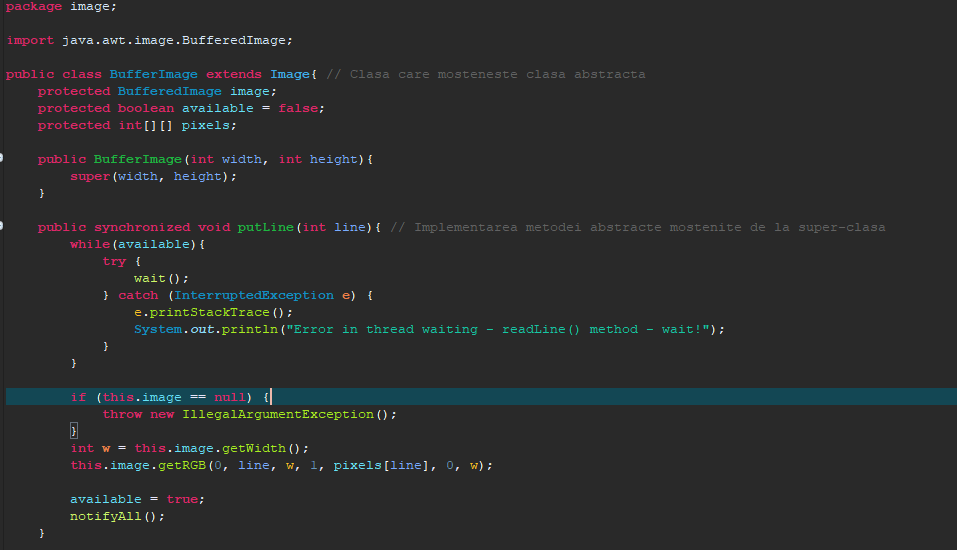 package image;
import java.awt.image.BufferedImage;
public class BufferImage extends Image{ // Clasa care mosteneste clasa abstracta
protected BufferedImage image;
protected boolean available = false;
protected int[][] pixels;
public BufferImage(int width, int height){
super(width, height);
}
public synchronized void putLine(int line){ // Implementarea metodei abstracte mostenite de la super-clasa
while(available){
try {
wait();
} catch (InterruptedException e) {
e.printStackTrace();
System.out.println("Error in thread waiting - readLine() method - wait!");
}
}
if (this.image == null) {
throw new IllegalArgumentException();
}
int w = this.image.getWidth();
this.image.getRGB(0, line, w, 1, pixels[line], 0, w);
available = true;
notifyAll();
}